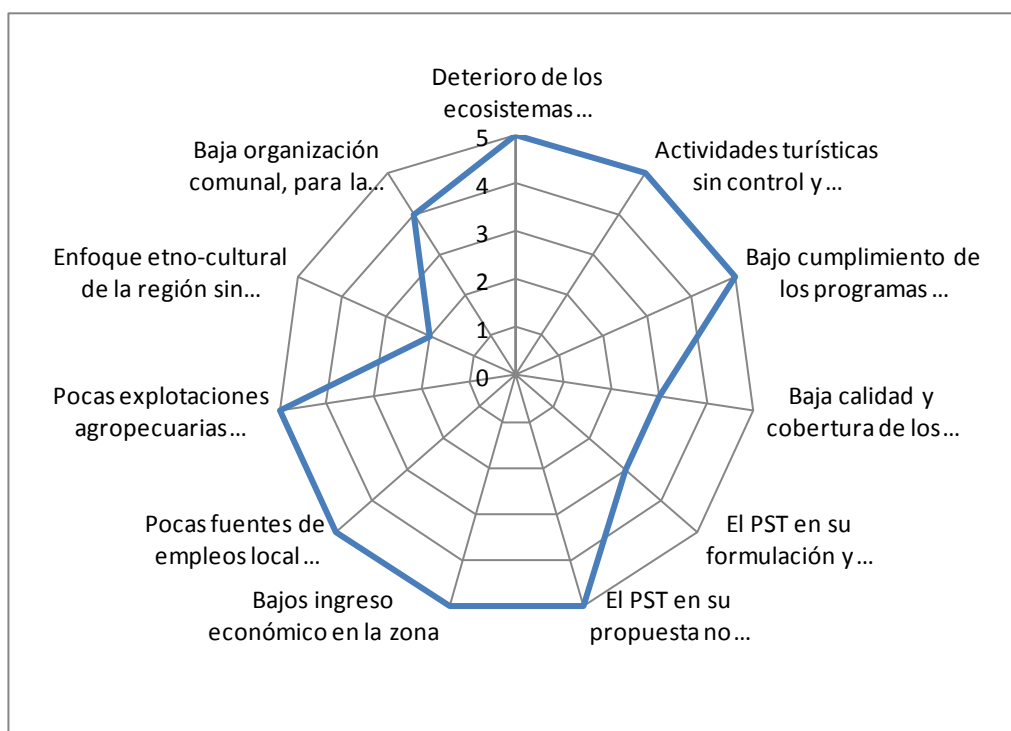 Deterioro de los
ecosistemas...
Actividades turísticas
sin control y...
Bajo cumplimiento de
los programas...
Baja calidad y
cobertura de los...
El PST en su
formulación y...
El PST en su
propuesta no...
Bajos ingreso
económico en la zona
Pocas fuentes de
empleos local...
Pocas explotaciones
agropecuarias...
Enfoque etno-cultural
de la región sin...
Baja organización
comunal, para la...
5
4
3
2
1
0